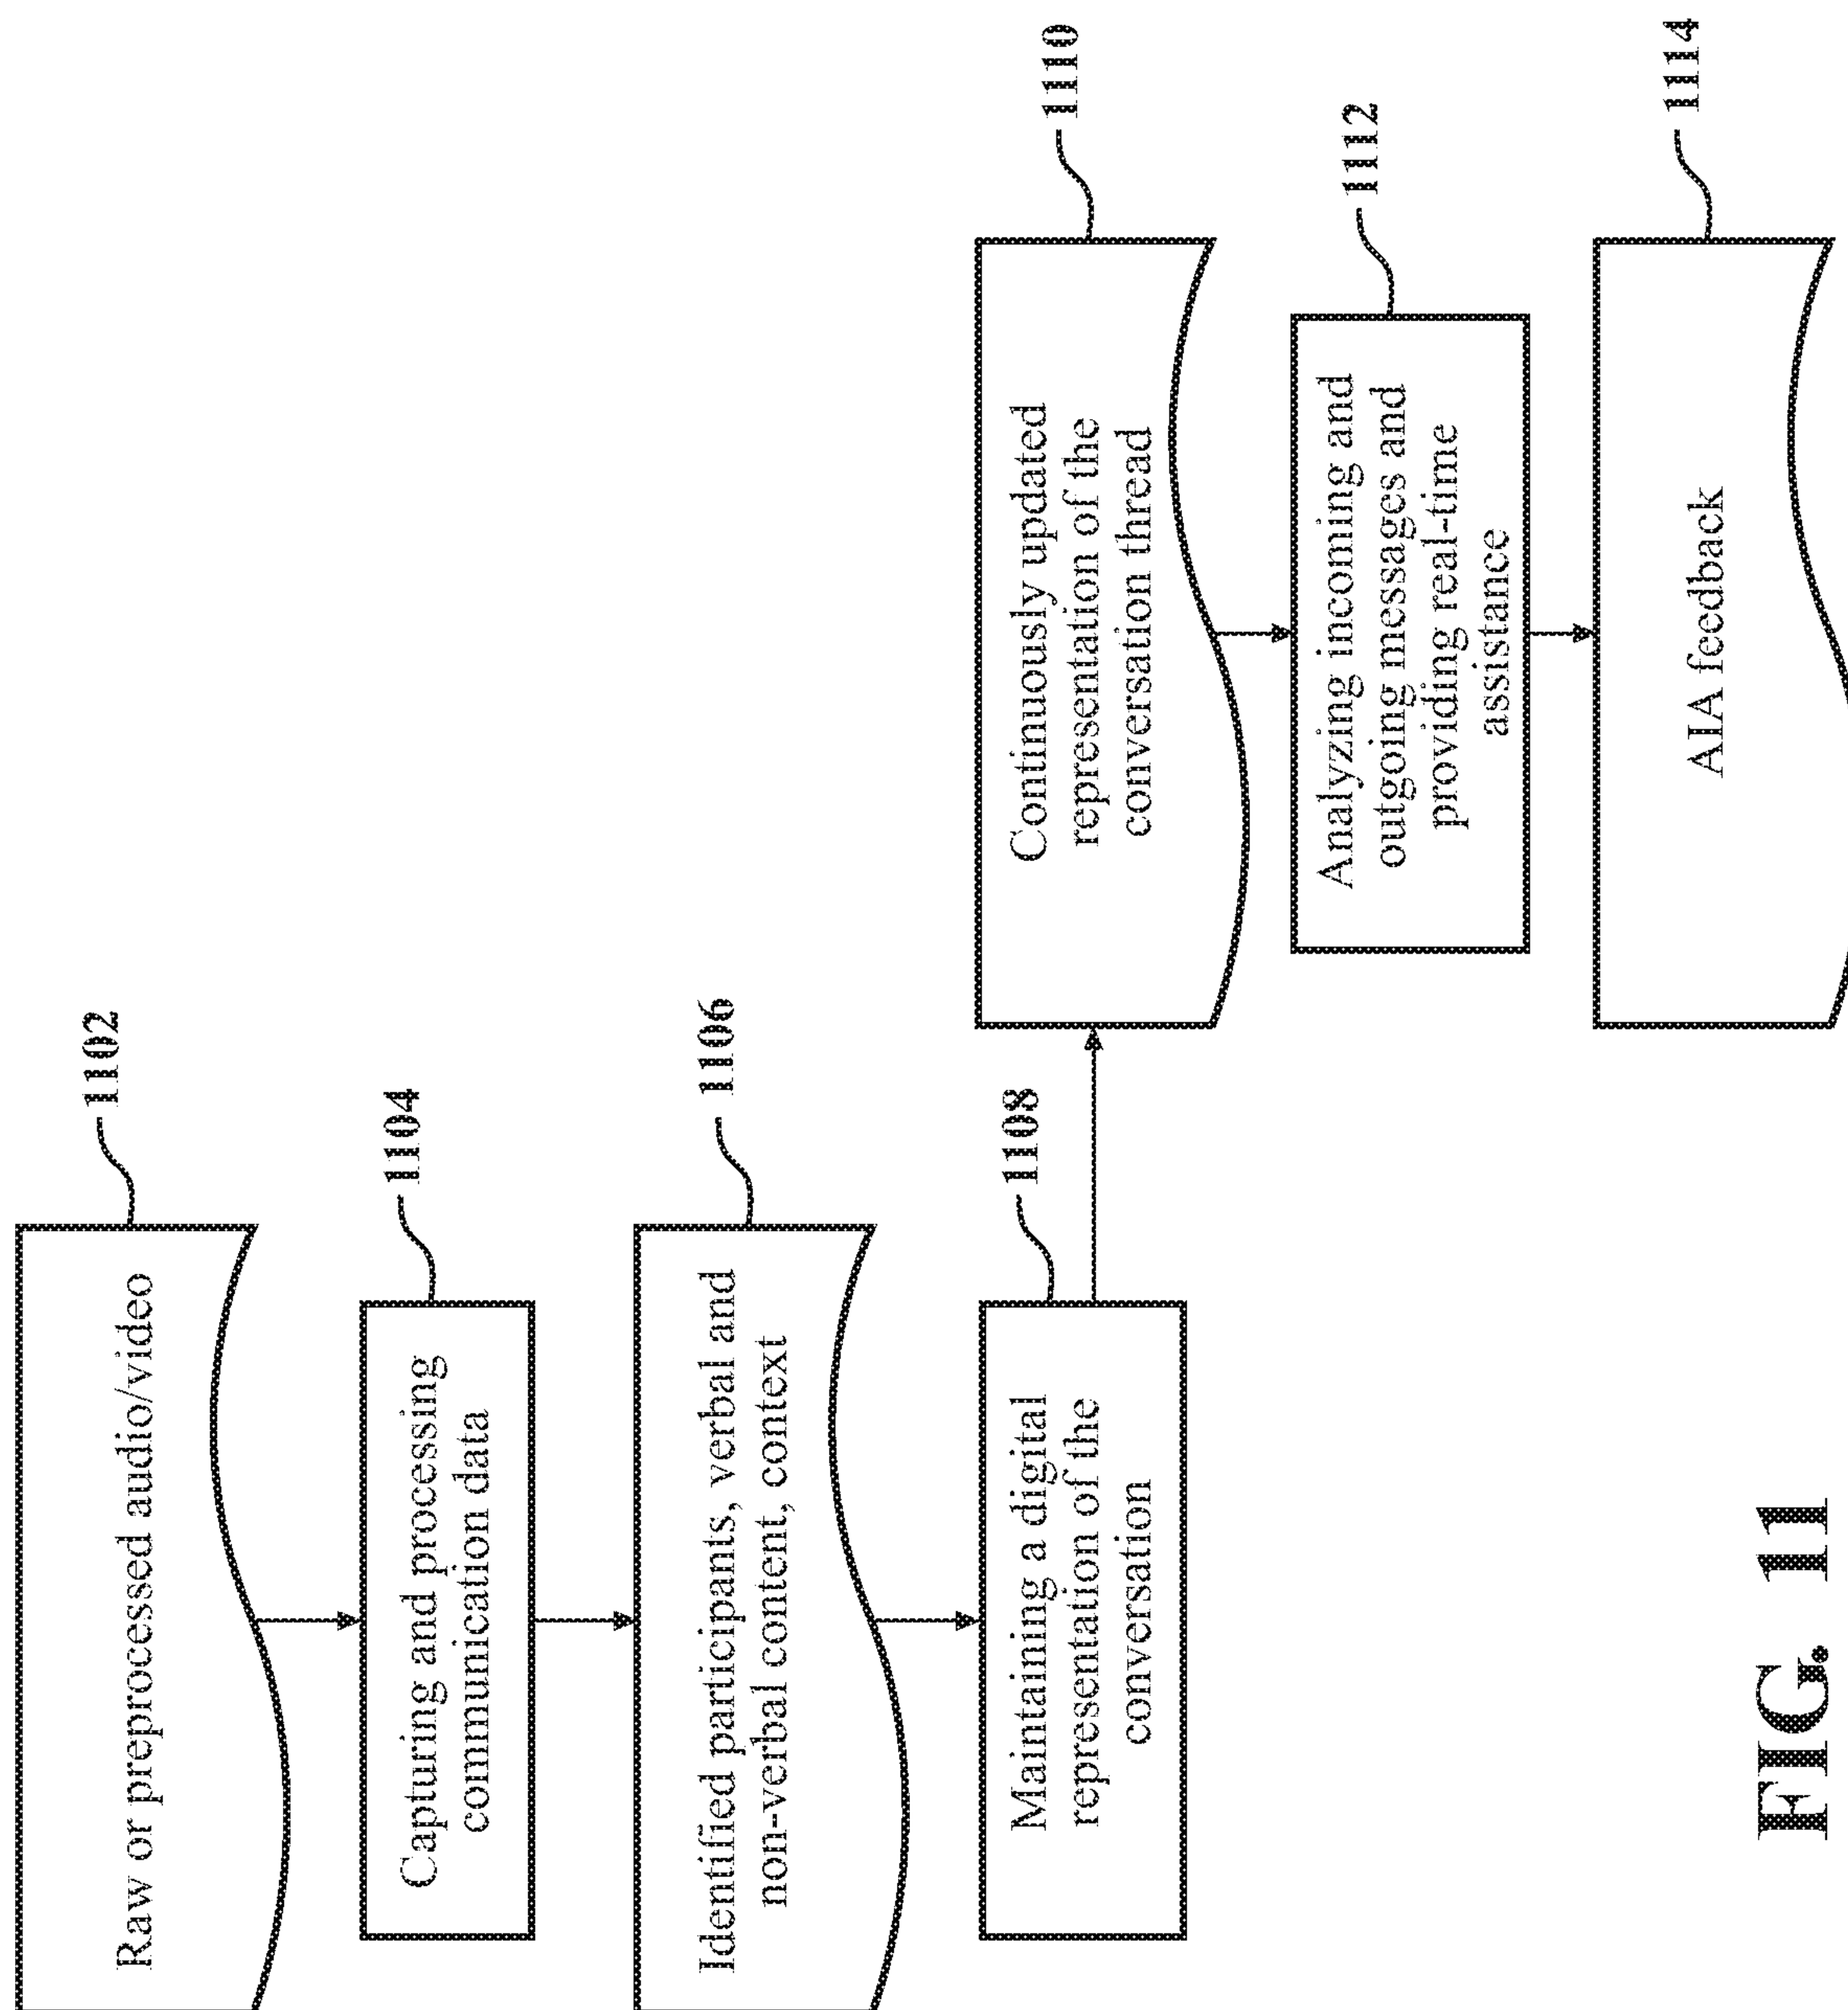 Raw or preprocessed audio/video
1102
Capturing and processing
communication data
1104
Identified participants, verbal and
non-verbal content, context
1106
Maintaining a digital
representation of the
conversation
1108
Continuously updated
representation of the
conversation thread
1110
Analyzing incoming and
outgoing messages and
providing real-time
assistance
1112
AIA feedback
1114
FIG. 11